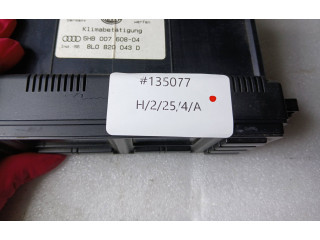 Klimabetätigung
5HB 007 608-04
8L0 820 043 D
#135077
H/2/25,/4/A